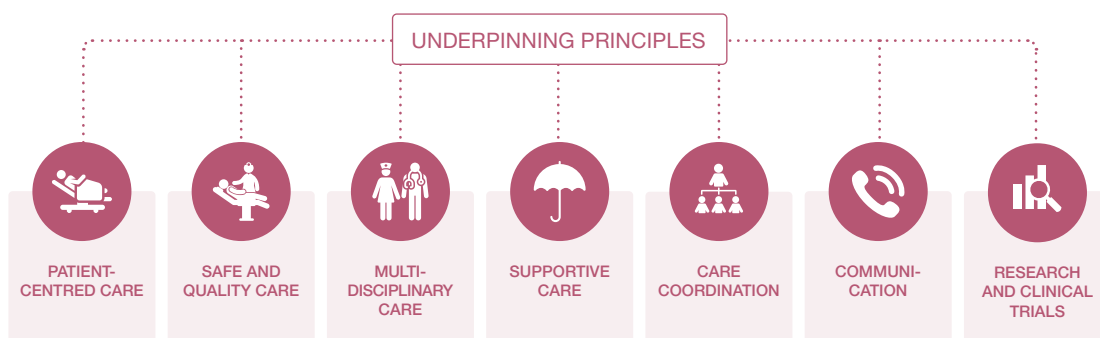 UNDERPINNING PRINCIPLES
PATIENT-
CENTRED CARE
SAFE AND
QUALITY CARE
MULTI-
DISCIPLINARY
CARE
SUPPORTIVE
CARE
CARE
COORDINATION
COMMUNI-
CATION
RESEARCH
AND CLINICAL
TRIALS